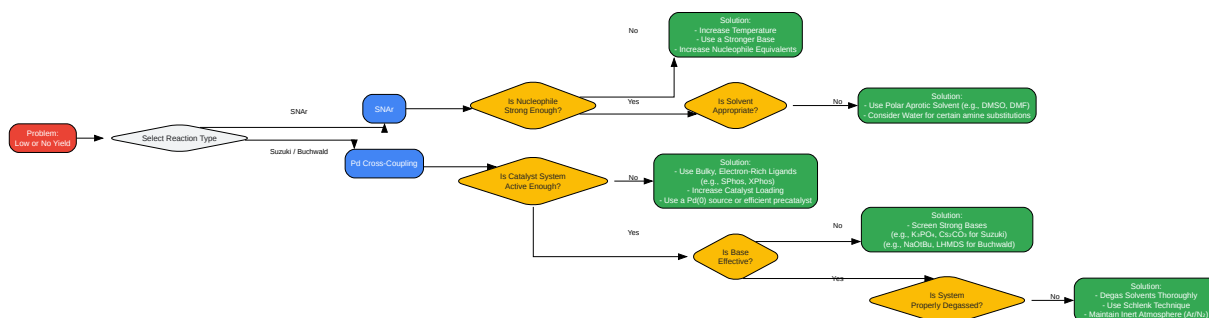 No
Solution:
- Increase Temperature
- Use a Stronger Base
- Increase Nucleophile Equivalents
SNAr
SNAr
Is Nucleophile
Strong Enough?
Yes
Is Solvent
Appropriate?
No
Solution:
- Use Polar Aprotic Solvent (e.g., DMSO, DMF)
- Consider Water for certain amine substitutions
Problem:
Low or No Yield
Select Reaction Type
Suzuki / Buchwald
Pd Cross-Coupling
Is Catalyst System
Active Enough?
No
Solution:
- Use Bulky, Electron-Rich Ligands
(e.g., SPhos, XPhos)
- Increase Catalyst Loading
- Use a Pd(0) source or efficient precatalyst
Yes
Is Base
Effective?
No
Solution:
- Screen Strong Bases
(e.g., K₃PO₄, Cs₂CO₃ for Suzuki)
(e.g., NaOtBu, LHMDS for Buchwald)
Yes
Is System
Properly Degassed?
No
Solution:
- Degas Solvents Thoroughly
- Use Schlenk Technique
- Maintain Inert Atmosphere (Ar/N₂)